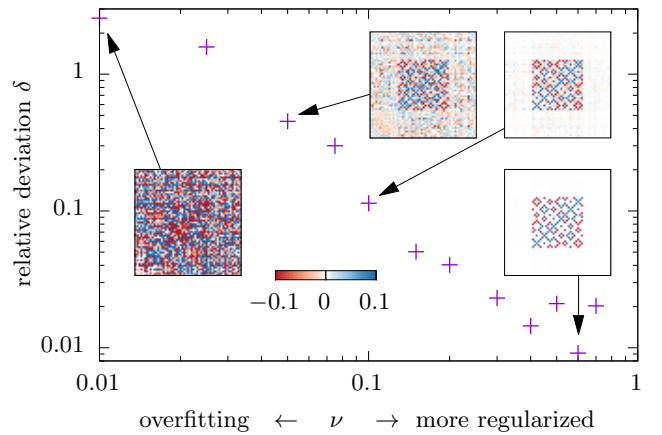 relative deviation δ
1
0.1
0.01
−0.1 0 0.1
0.01 0.1 1
overfitting ← ν → more regularized